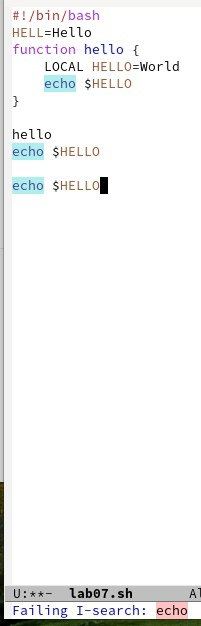 #!/bin/bash
HELL=Hello
function hello {
    LOCAL HELLO=World
    echo $HELLO
}
hello
echo $HELLO
echo $HELLO
U:**-  lab07.sh       Al
Failing I-search: echo